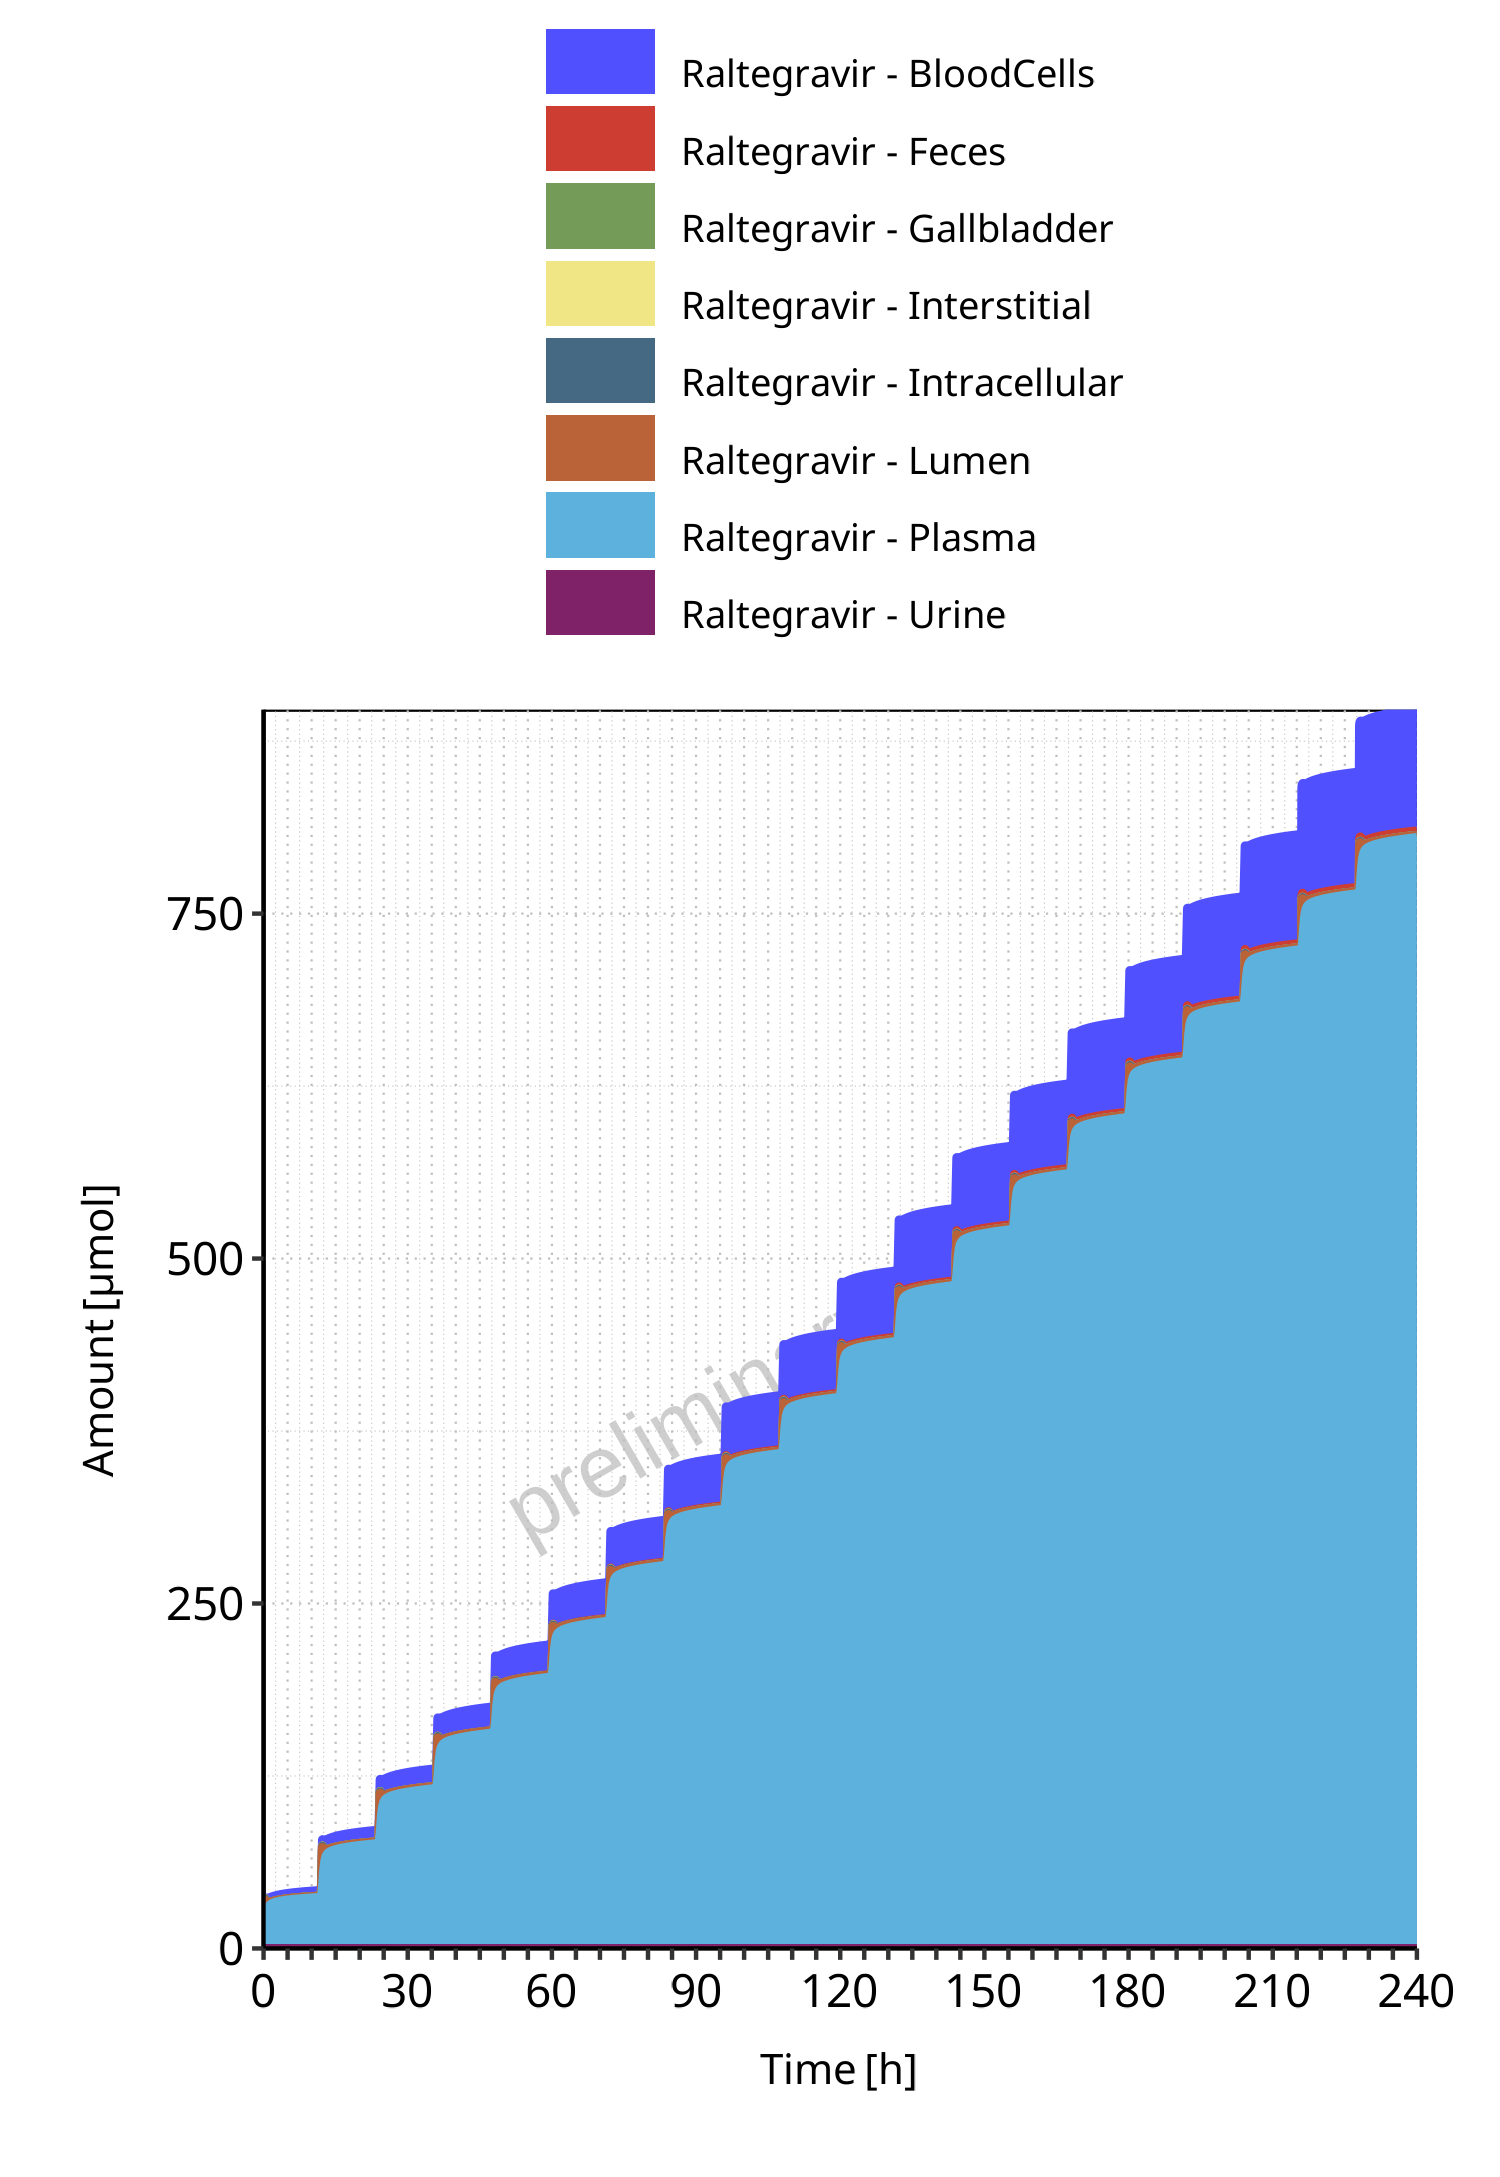 Raltegravir - BloodCells
Raltegravir - Feces
Raltegravir - Gallbladder
Raltegravir - Interstitial
Raltegravir - Intracellular
Raltegravir - Lumen
Raltegravir - Plasma
Raltegravir - Urine
750
500
250
0
Amount [µmol]
0 30 60 90 120 150 180 210 240
Time [h]